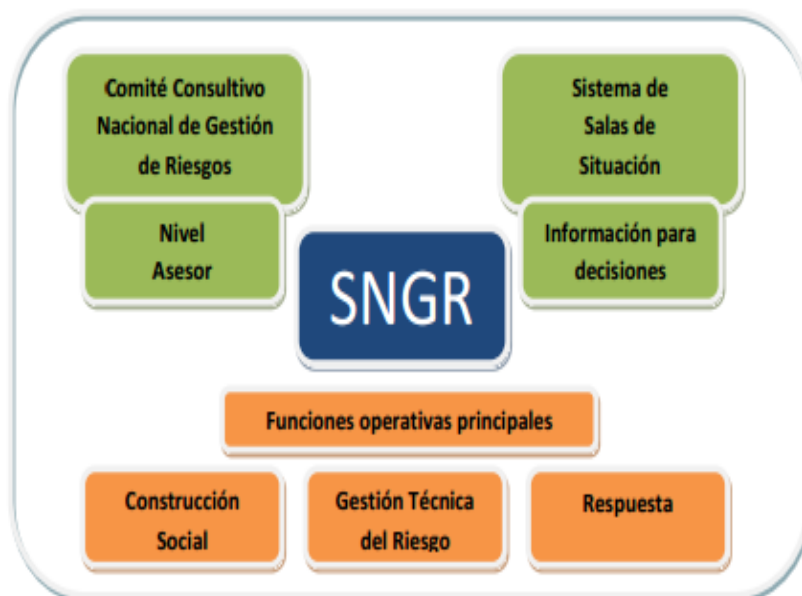 Comité Consultivo
Nacional de Gestión
de Riesgos
Nivel
Asesor
Sistema de
Salas de
Situación
Información para
decisiones
SNGR
Funciones operativas principales
Construcción
Social
Gestión Técnica
del Riesgo
Respuesta